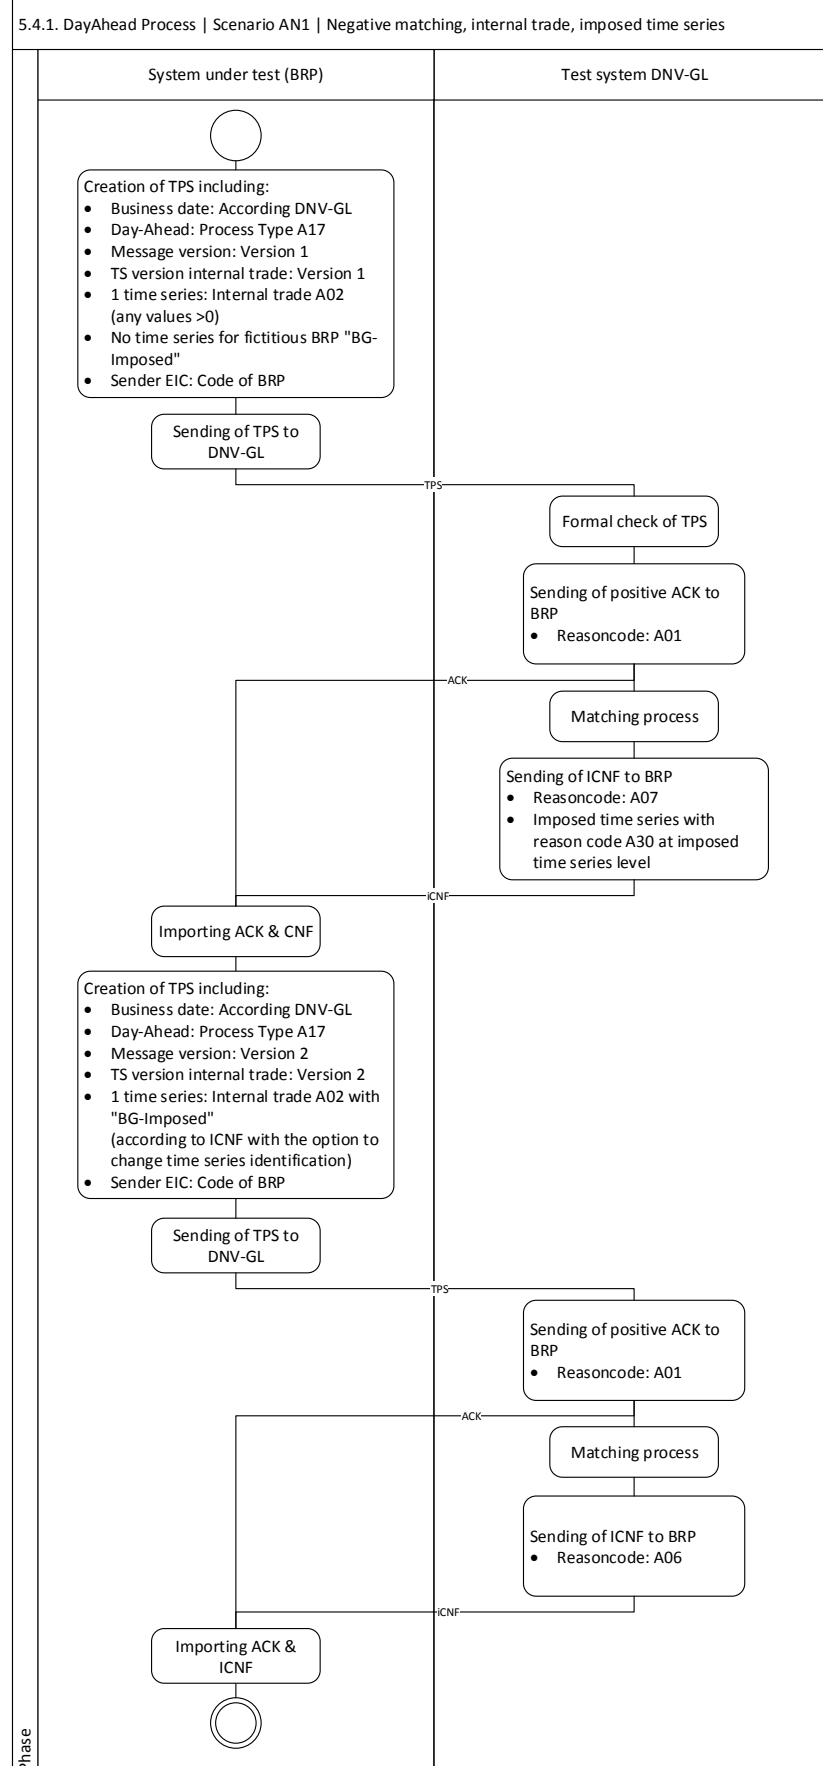 5.4.1. DayAhead Process | Scenario AN1 | Negative matching, internal trade, imposed time series
System under test (BRP)
Test system DNV-GL
Creation of TPS including:
• Business date: According DNV-GL
• Day-Ahead: Process Type A17
• Message version: Version 1
• TS version internal trade: Version 1
• 1 time series: Internal trade A02
(any values >0)
• No time series for fictitious BRP "BG-
Imposed"
• Sender EIC: Code of BRP
Sending of TPS to
DNV-GL
TPS
Formal check of TPS
Sending of positive ACK to
BRP
• Reasoncode: A01
ACK
Matching process
Sending of ICNF to BRP
• Reasoncode: A07
• Imposed time series with
reason code A30 at imposed
time series level
iCNF
Importing ACK & CNF
Creation of TPS including:
• Business date: According DNV-GL
• Day-Ahead: Process Type A17
• Message version: Version 2
• TS version internal trade: Version 2
• 1 time series: Internal trade A02 with
"BG-Imposed"
(according to ICNF with the option to
change time series identification)
• Sender EIC: Code of BRP
Sending of TPS to
DNV-GL
TPS
Sending of positive ACK to
BRP
• Reasoncode: A01
ACK
Matching process
Sending of ICNF to BRP
• Reasoncode: A06
iCNF
Importing ACK &
ICNF
Phase